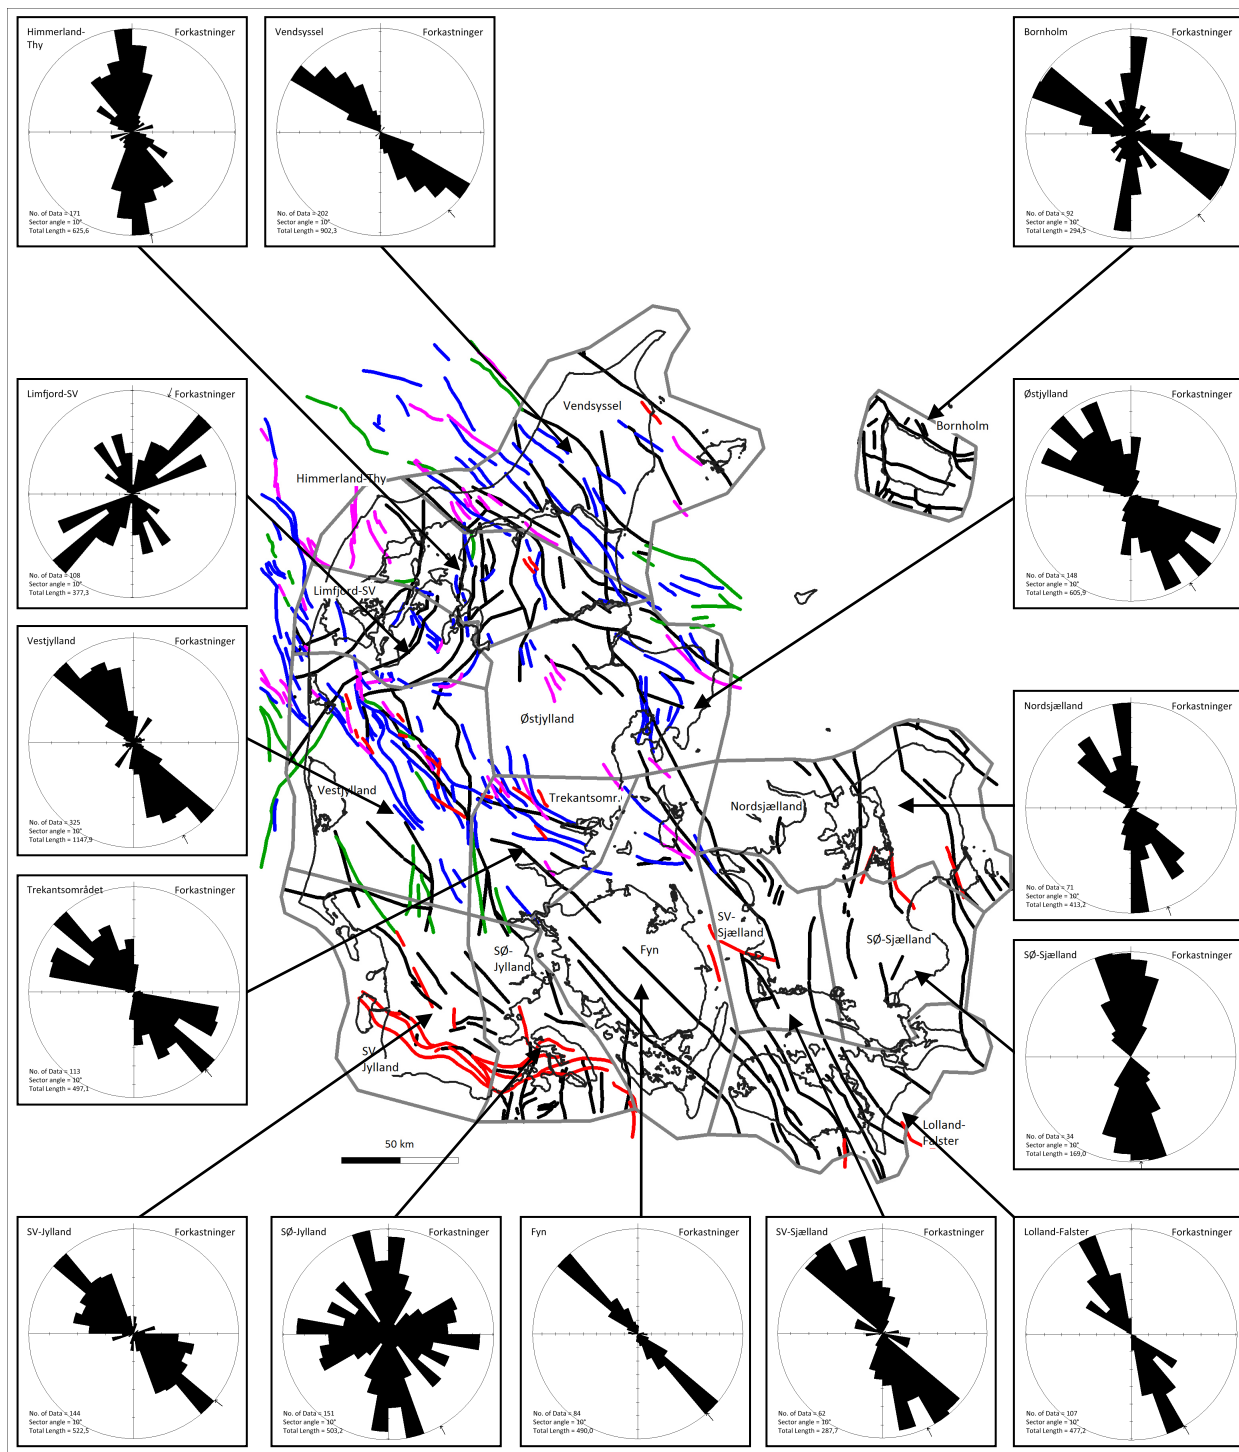 Himmerland-
Thy
Forkastninger
No. of Data = 171
Sector angle = 10°
Total Length = 625,6
Vendsyssel
Forkastninger
No. of Data = 202
Sector angle = 10°
Total Length = 902,3
Bornholm
Forkastninger
No. of Data = 92
Sector angle = 10°
Total Length = 294,5
Limfjord-SV
Forkastninger
No. of Data = 108
Sector angle = 10°
Total Length = 377,3
Østjylland
Forkastninger
No. of Data = 148
Sector angle = 10°
Total Length = 605,9
Vestjylland
Forkastninger
No. of Data = 325
Sector angle = 10°
Total Length = 1147,9
Nordsjælland
Forkastninger
No. of Data = 71
Sector angle = 10°
Total Length = 413,2
Trekantsområdet
Forkastninger
No. of Data = 113
Sector angle = 10°
Total Length = 497,1
SØ-Sjælland
Forkastninger
No. of Data = 34
Sector angle = 10°
Total Length = 169,0
Vendsyssel
Bornholm
Himmerland-Thy
Limfjord-SV
Østjylland
Vestjylland
Trekantsomr.
Nordsjælland
SV-
Sjælland
SØ-Sjælland
SØ-
Jylland
Fyn
SV
Jylland
Lolland-
Falster
50 km
SV-Jylland
Forkastninger
No. of Data = 144
Sector angle = 10°
Total Length = 522,5
SØ-Jylland
Forkastninger
No. of Data = 151
Sector angle = 10°
Total Length = 503,2
Fyn
Forkastninger
No. of Data = 84
Sector angle = 10°
Total Length = 490,0
SV-Sjælland
Forkastninger
No. of Data = 62
Sector angle = 10°
Total Length = 287,7
Lolland-Falster
Forkastninger
No. of Data = 107
Sector angle = 10°
Total Length = 477,2